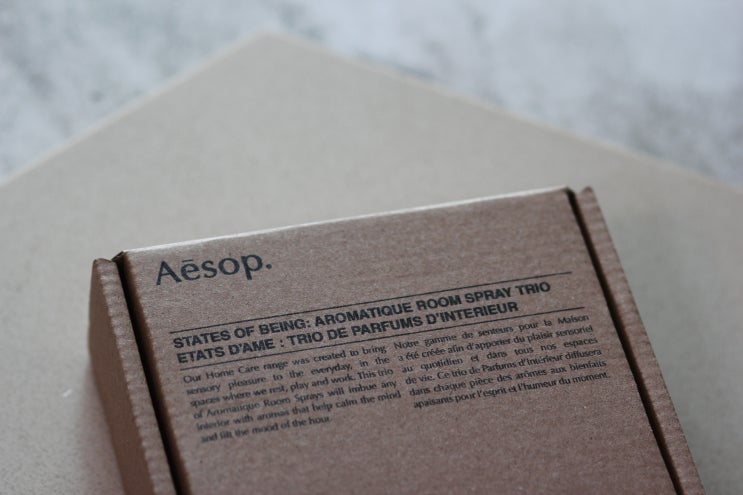 Aēsop.
STATES OF BEING: AROMATIQUE ROOM SPRAY TRIO
ETATS D'AME : TRIO DE PARFUMS D'INTERIEUR
Our Home Care range was created to bring
sensory pleasure to the everyday, in the
spaces where we rest, play and work. This trio
of Aromatique Room Sprays will imbue any
interior with aromas that help calm the mind
and lift the mood of the hour.
Notre gamme de senteurs pour la Maison
a été créée afin d'apporter du plaisir sensoriel
au quotidien et dans tous nos espaces
de vie. Ce trio de Parfums d'intérieur diffusera
dans chaque pièce des arômes aux bienfaits
apaisants pour l'esprit et l'humeur du moment.